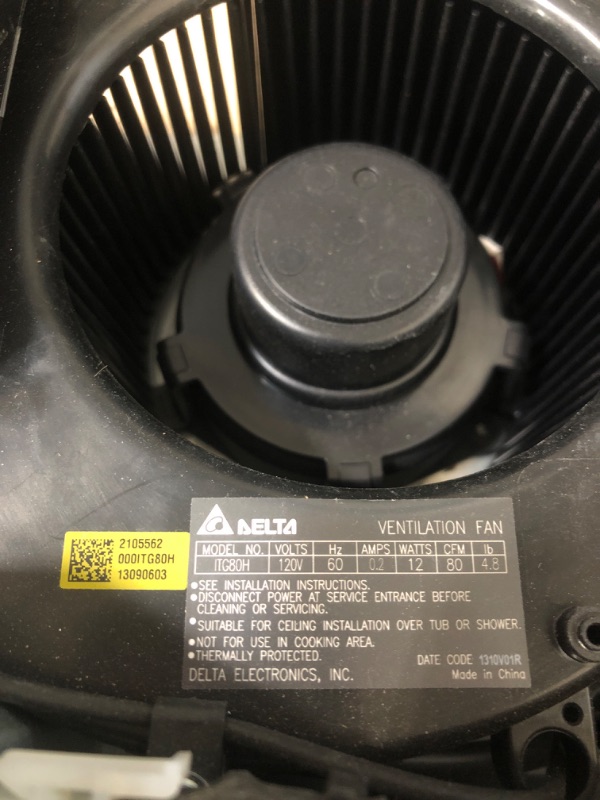 DELTA VENTILATION FAN
MODEL NO. VOLTS Hz AMPS WATTS CFM lb
ITG80H 120V 60 0.2 12 80 4.8
•SEE INSTALLATION INSTRUCTIONS.
•DISCONNECT POWER AT SERVICE ENTRANCE BEFORE
CLEANING OR SERVICING.
•SUITABLE FOR CEILING INSTALLATION OVER TUB OR SHOWER.
•NOT FOR USE IN COOKING AREA.
•THERMALLY PROTECTED.
DATE CODE 1310V01R
DELTA ELECTRONICS, INC. Made in China
2105562
000ITG80H
13090603